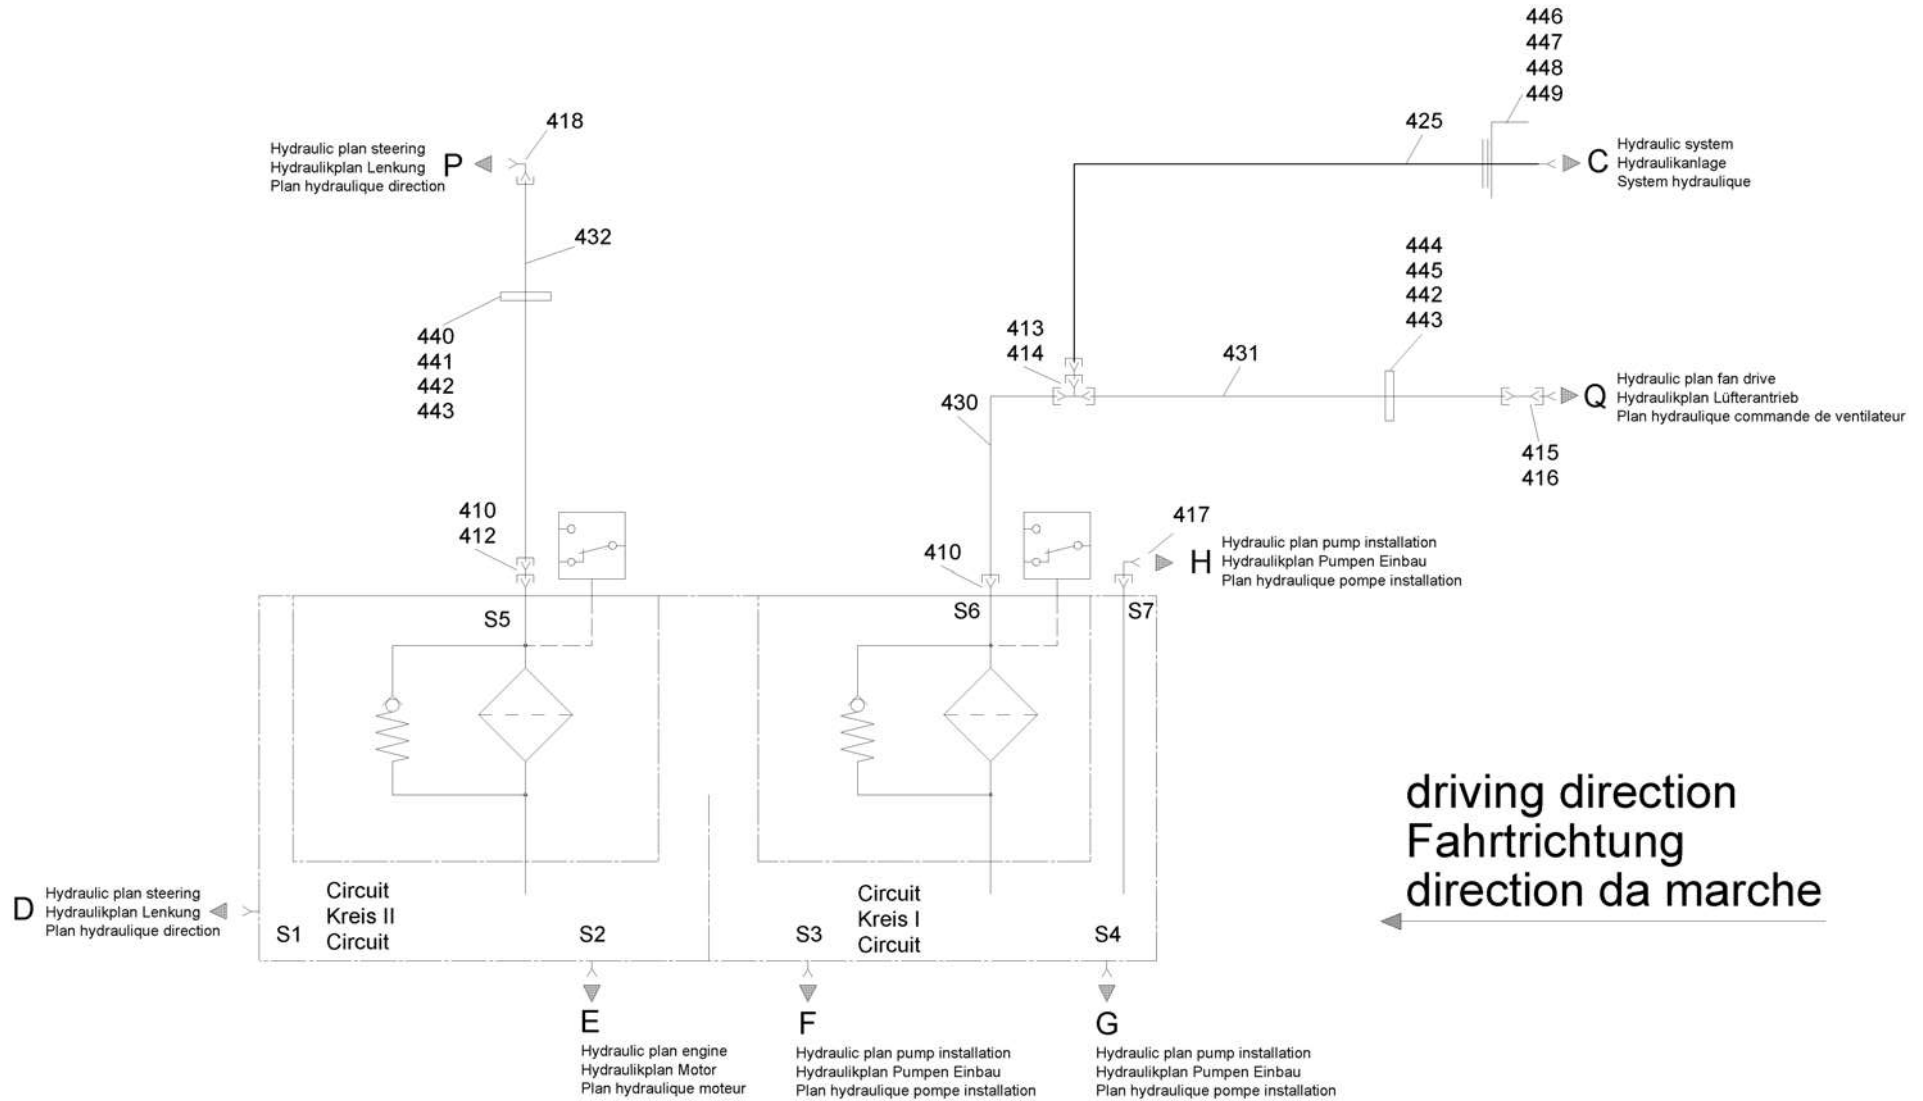 446
447
448
449
418
425
Hydraulic plan steering
Hydraulikplan Lenkung
Plan hydraulique direction
P
C
Hydraulic system
Hydraulikanlage
System hydraulique
432
444
445
442
443
440
441
442
443
413
414
431
430
Q
Hydraulic plan fan drive
Hydraulikplan Lüfterantrieb
Plan hydraulique commande de ventilateur
415
416
410
412
410
417
H
Hydraulic plan pump installation
Hydraulikplan Pumpen Einbau
Plan hydraulique pompe installation
S5
S6
S7
driving direction
Fahrtrichtung
direction da marche
D
Hydraulic plan steering
Hydraulikplan Lenkung
Plan hydraulique direction
S1
Circuit
Kreis II
Circuit
S2
S3
Circuit
Kreis I
Circuit
S4
E
Hydraulic plan engine
Hydraulikplan Motor
Plan hydraulique moteur
F
Hydraulic plan pump installation
Hydraulikplan Pumpen Einbau
Plan hydraulique pompe installation
G
Hydraulic plan pump installation
Hydraulikplan Pumpen Einbau
Plan hydraulique pompe installation